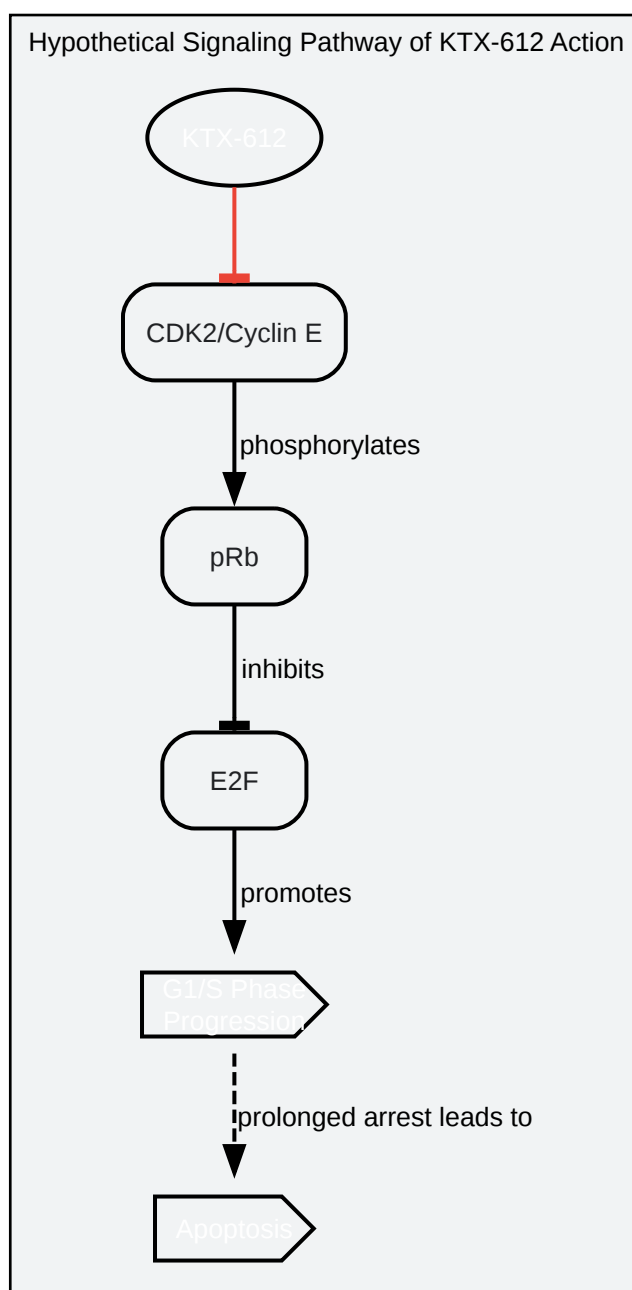 Hypothetical Signaling Pathway of KTX-612 Action
KTX-612
CDK2/Cyclin E
phosphorylates
pRb
inhibits
E2F
promotes
G1/S Phase
Progression
prolonged arrest leads to
Apoptosis